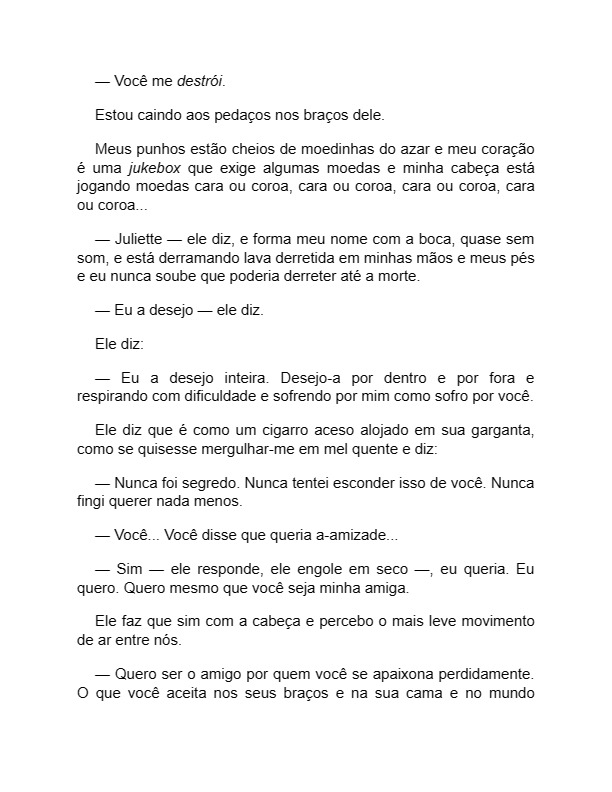 — Você me destrói.
Estou caindo aos pedaços nos braços dele.
Meus punhos estão cheios de moedinhas do azar e meu coração
é uma jukebox que exige algumas moedas e minha cabeça está
jogando moedas cara ou coroa, cara ou coroa, cara ou coroa, cara
ou coroa...
— Juliette — ele diz, e forma meu nome com a boca, quase sem
som, e está derramando lava derretida em minhas mãos e meus pés
e eu nunca soube que poderia derreter até a morte.
— Eu a desejo — ele diz.
Ele diz:
— Eu a desejo inteira. Desejo-a por dentro e por fora e
respirando com dificuldade e sofrendo por mim como sofro por você.
Ele diz que é como um cigarro aceso alojado em sua garganta,
como se quisesse mergulhar-me em mel quente e diz:
— Nunca foi segredo. Nunca tentei esconder isso de você. Nunca
fingi querer nada menos.
— Você... Você disse que queria a-amizade...
— Sim — ele responde, ele engole em seco —, eu queria. Eu
quero. Quero mesmo que você seja minha amiga.
Ele faz que sim com a cabeça e percebo o mais leve movimento
de ar entre nós.
— Quero ser o amigo por quem você se apaixona perdidamente.
O que você aceita nos seus braços e na sua cama e no mundo